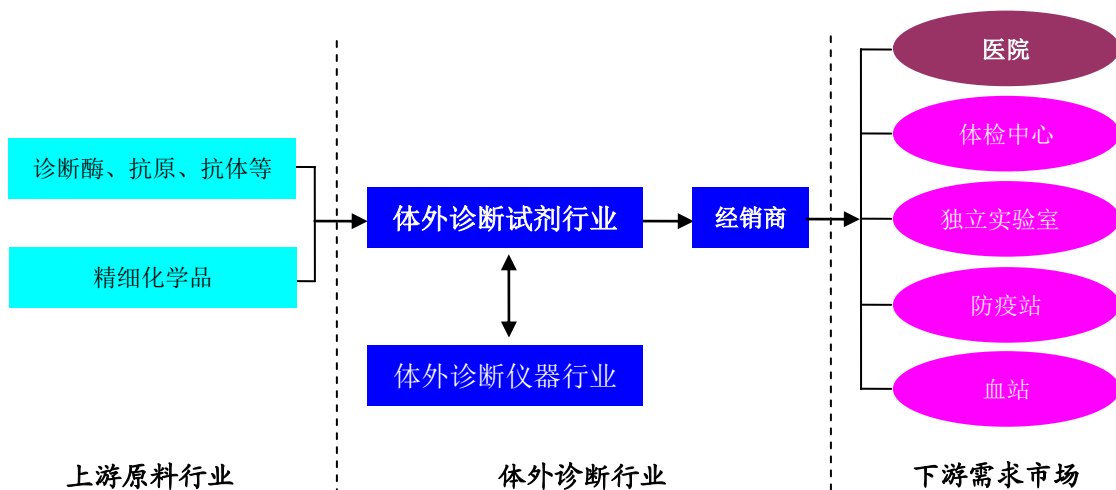 医院
体检中心
诊断酶、抗原、抗体等
体外诊断试剂行业
经销商
独立实验室
精细化学品
防疫站
体外诊断仪器行业
血站
上游原料行业
体外诊断行业
下游需求市场